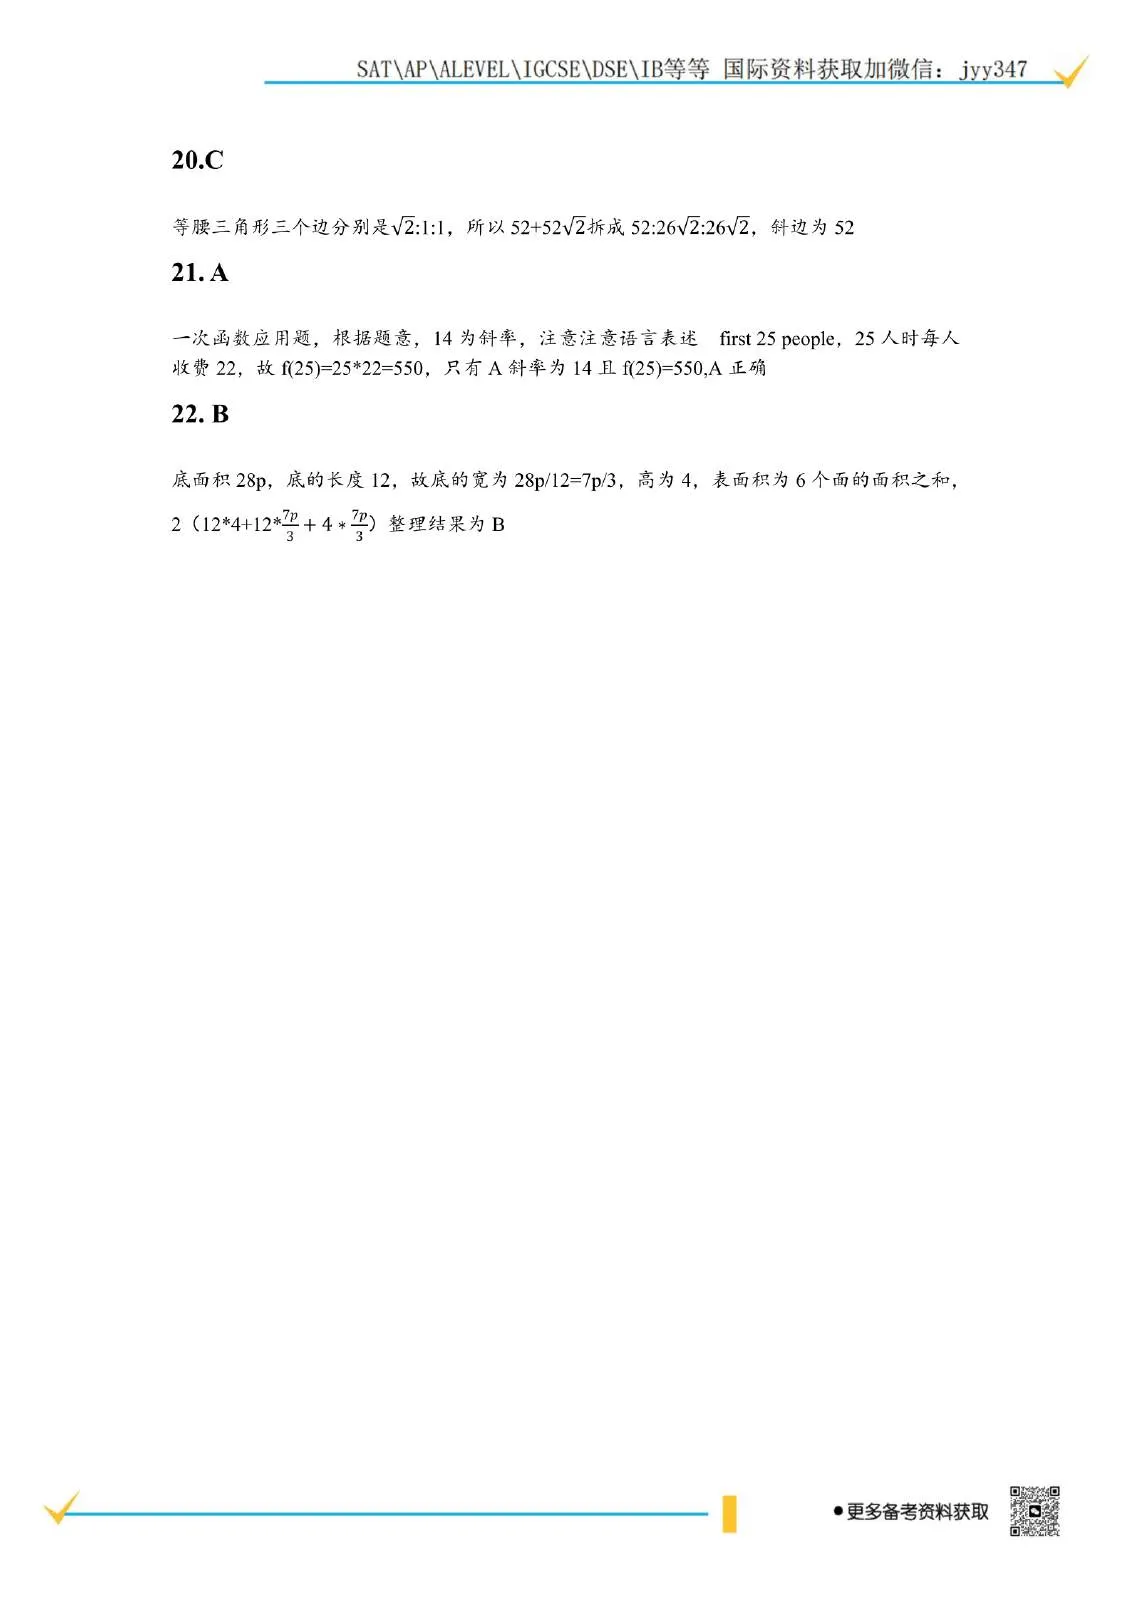 SAT\AP\ALEVEL\IGCSE\DSE\IB等等 国际资料获取加微信：jyy347
20.C
等腰三角形三个边分别是√2:1:1，所以 52+52√2拆成 52:26√2:26√2，斜边为 52
21. A
一次函数应用题，根据题意，14 为斜率，注意注意语言表述 first 25 people，25 人时每人
收费 22，故 f(25)=25*22=550，只有 A 斜率为 14 且 f(25)=550,A 正确
22. B
底面积 28p，底的长度 12，故底的宽为 28p/12=7p/3，高为 4，表面积为 6 个面的面积之和，
2（12*4+12*7p/3 + 4 * 7p/3）整理结果为 B
●更多备考资料获取